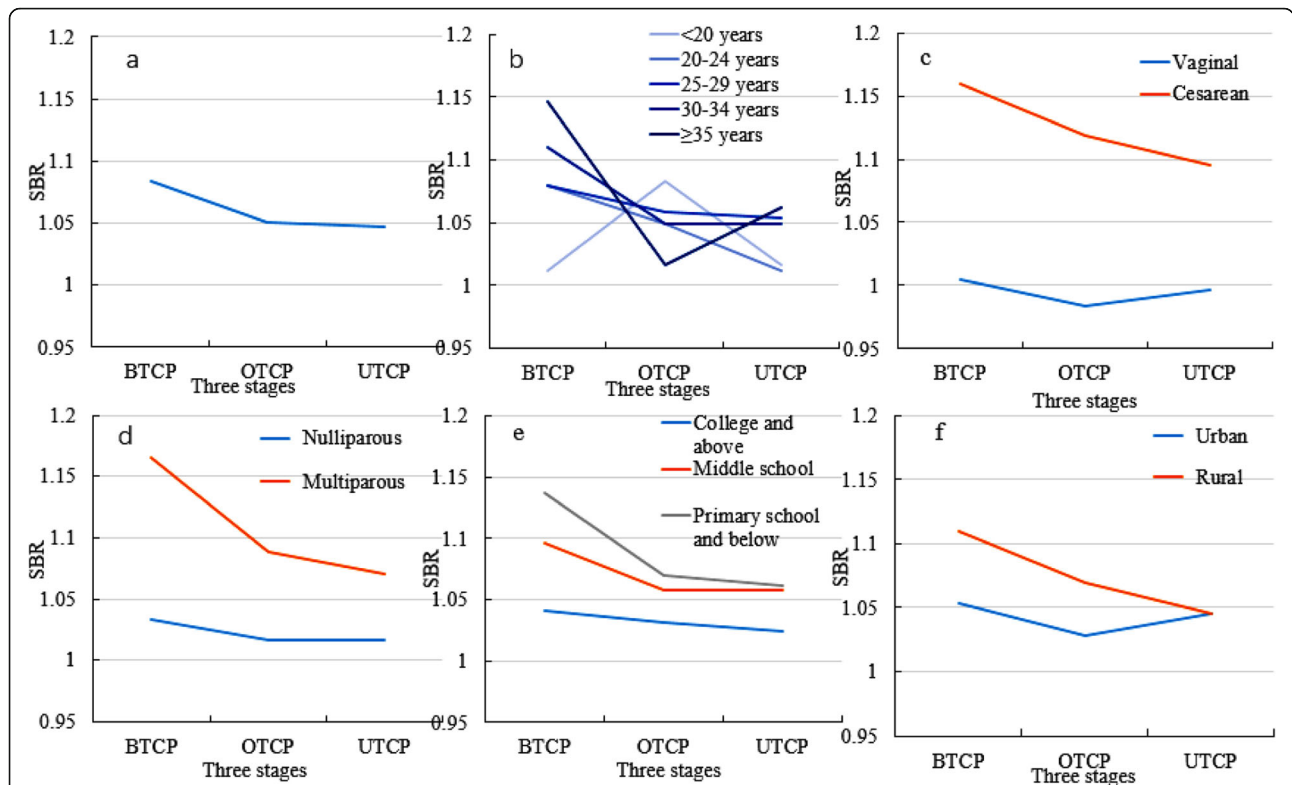 a
1.2
1.15
1.1
1.05
1
0.95
SBR
BTCP OTCP UTCP
Three stages
b
<20 years
20-24 years
25-29 years
30-34 years
≥35 years
1.2
1.15
1.1
1.05
1
0.95
SBR
BTCP OTCP UTCP
Three stages
c
Vaginal
Cesarean
1.2
1.15
1.1
1.05
1
0.95
SBR
BTCP OTCP UTCP
Three stages
d
Nulliparous
Multiparous
1.2
1.15
1.1
1.05
1
0.95
SBR
BTCP OTCP UTCP
Three stages
e
College and
above
Middle school
Primary school
and below
1.2
1.15
1.1
1.05
1
0.95
SBR
BTCP OTCP UTCP
Three stages
f
Urban
Rural
1.2
1.15
1.1
1.05
1
0.95
SBR
BTCP OTCP UTCP
Three stages